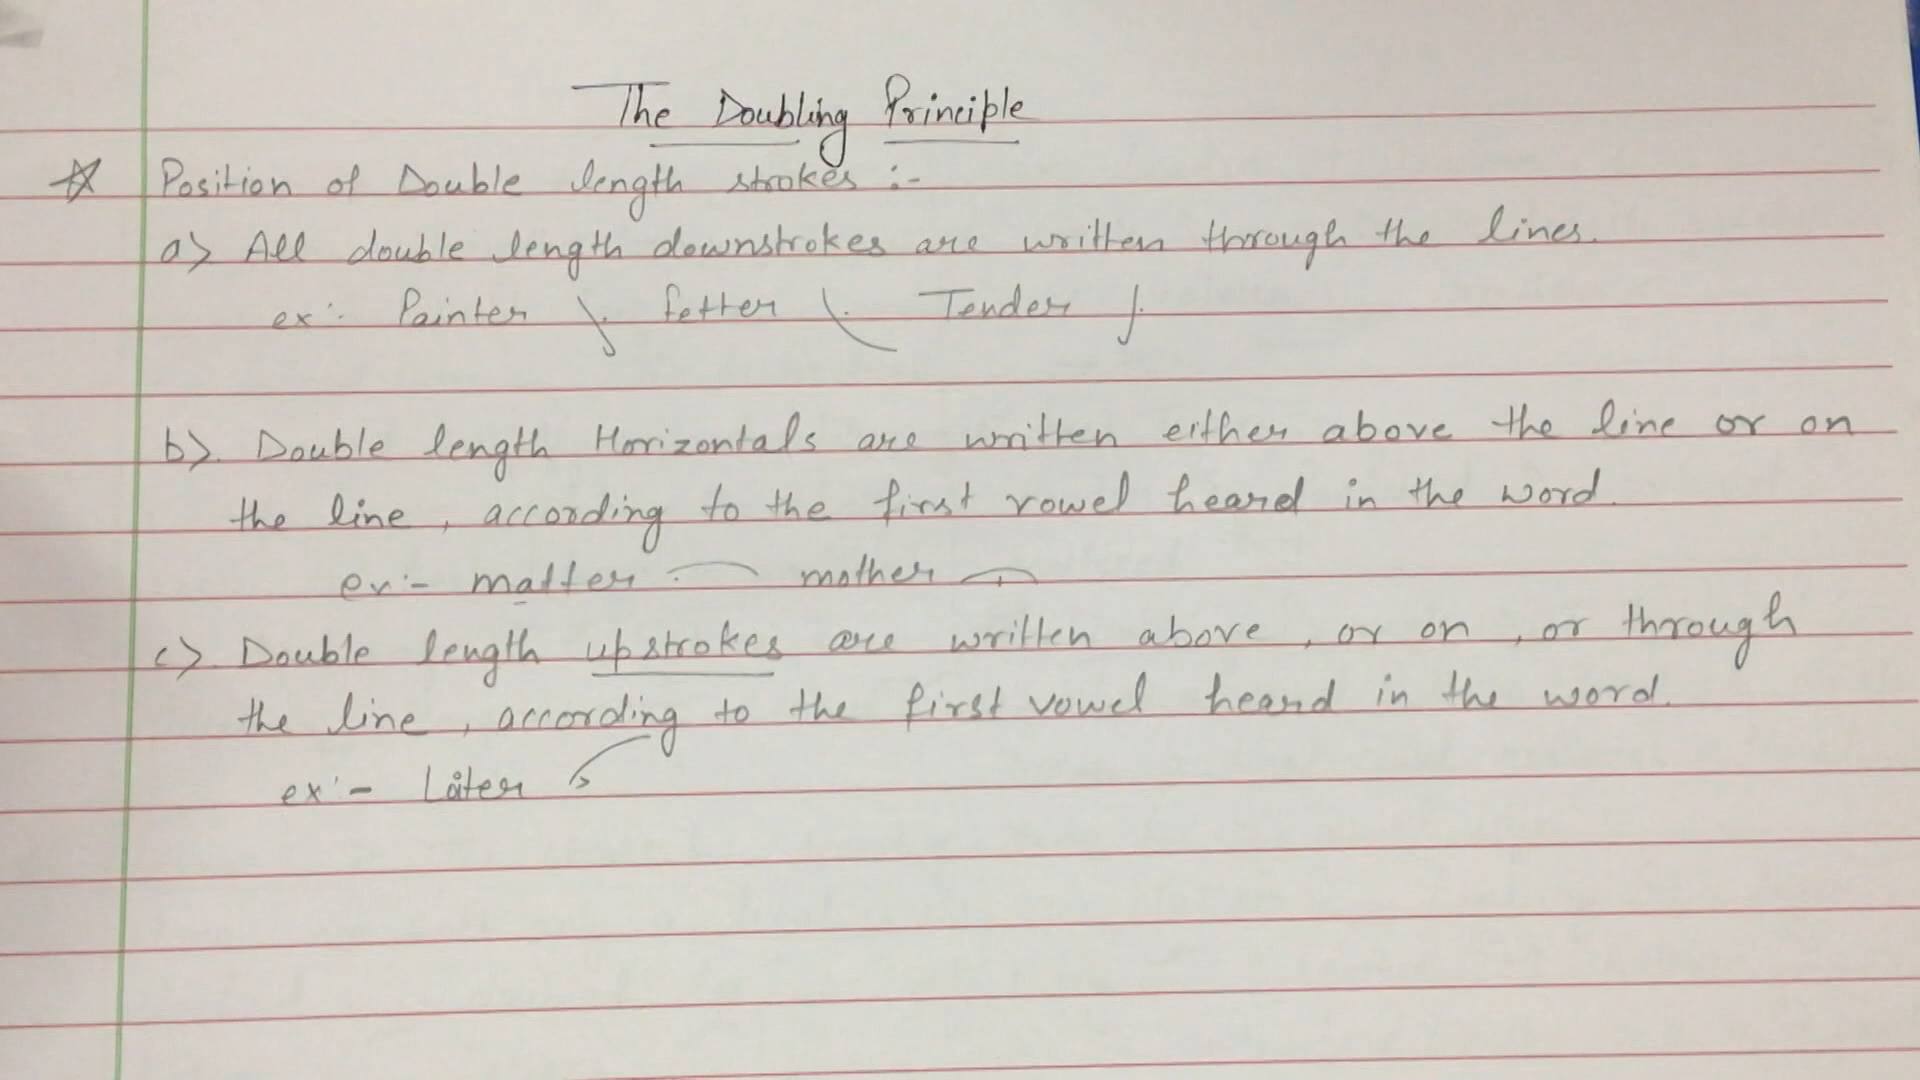 The Doubling Principle
Position of Double length strokes :-
a) All double length downstrokes are written through the lines.
ex:- Painter fetter Tender
b). Double length Horizontals are written either above the line or on
the line, according to the first vowel heard in the word.
ex:- matter mother
c) Double length upstrokes are written above, or on, or through
the line, according to the first vowel heard in the word.
ex:- Later